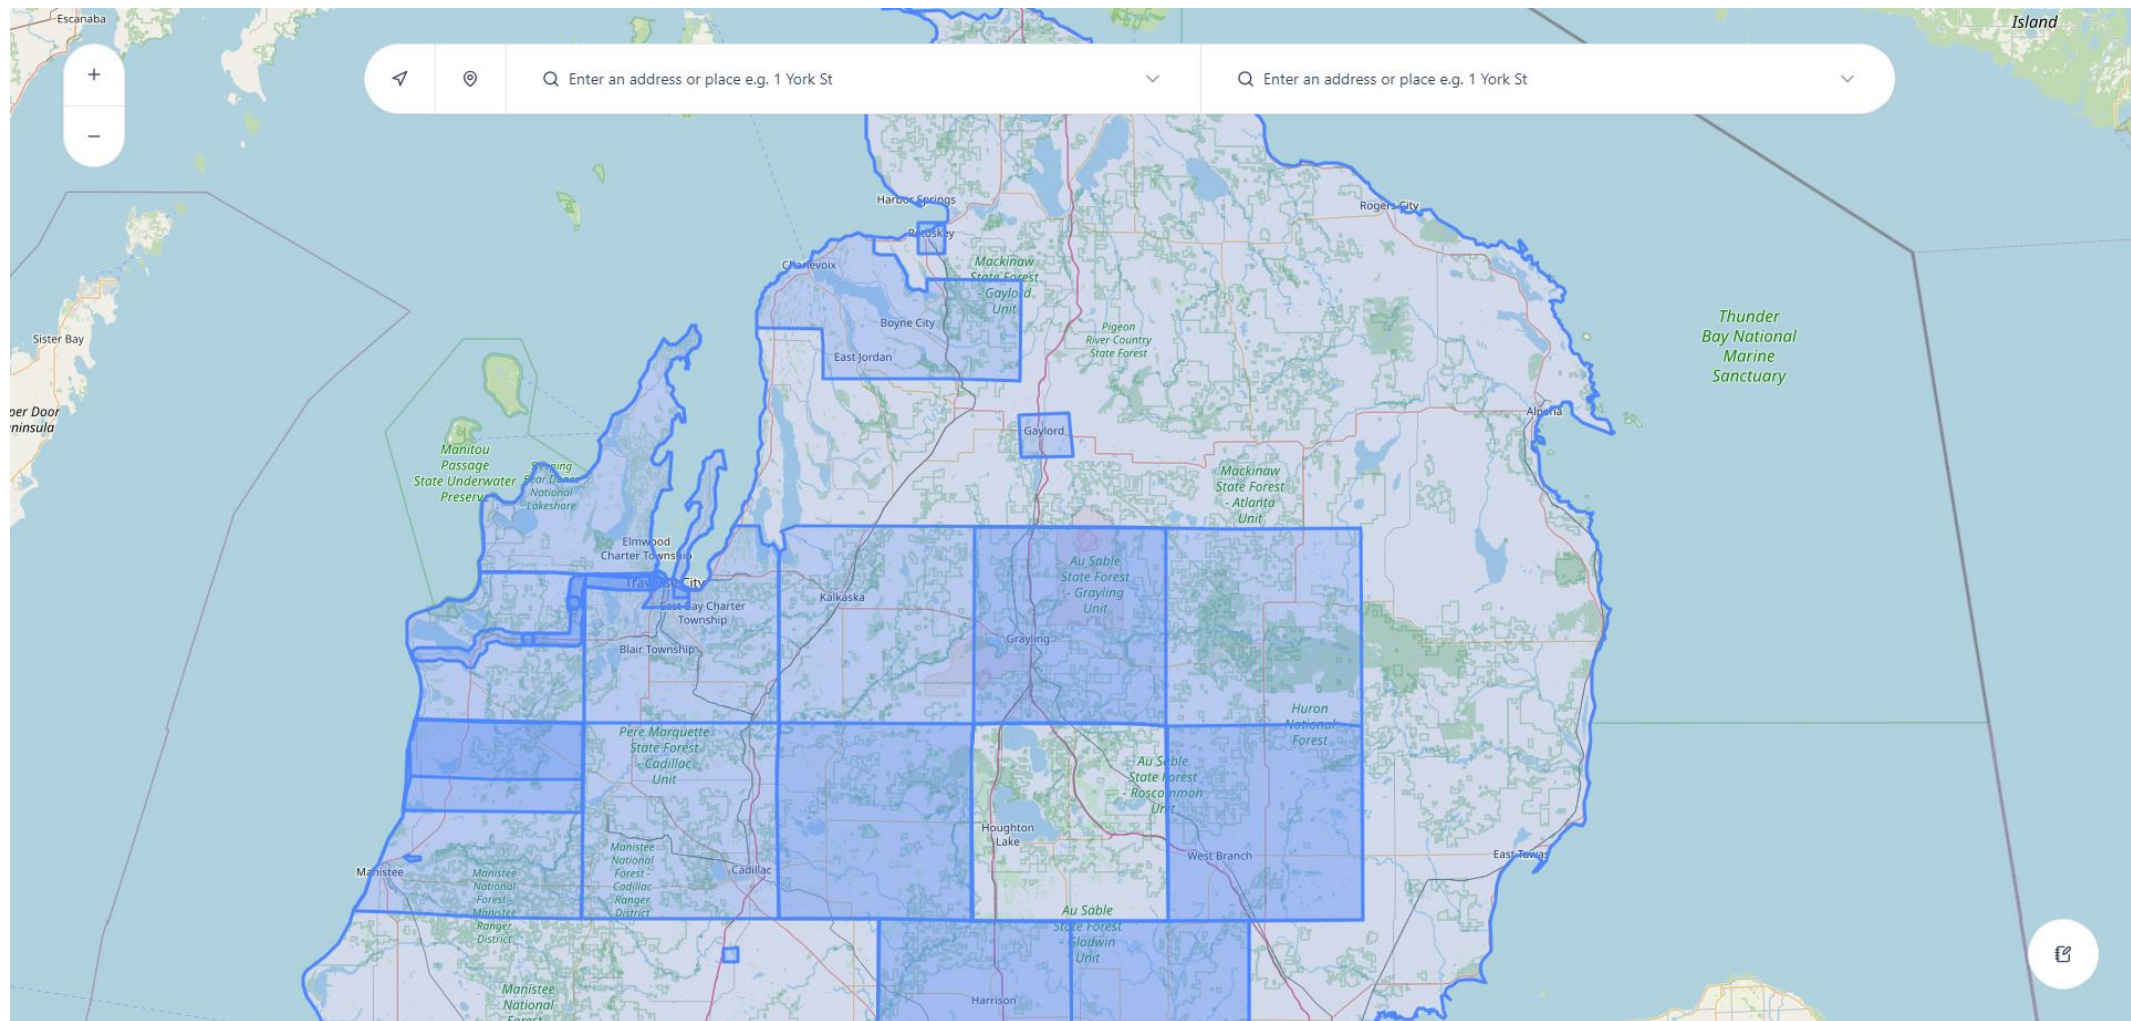 Escanaba
Island
+
Enter an address or place e.g. 1 York St
Enter an address or place e.g. 1 York St
−
Harbor Springs
Rogers City
Petoskey
Charlevoix
Mackinaw
State Forest
- Gaylord
Unit
Thunder
Bay National
Marine
Sanctuary
Boyne City
Pigeon
River Country
State Forest
Sister Bay
East Jordan
per Door
ninsula
Alpena
Gaylord
Manitou
Passage
State Underwater
Preserve
Sleeping
Bear Dunes
National
Lakeshore
Mackinaw
State Forest
- Atlanta
Unit
Elmwood
Charter Township
Au Sable
State Forest
- Grayling
Unit
Traverse City
Kalkaska
East Bay Charter
Township
Grayling
Blair Township
Huron
National
Forest
Pere Marquette
State Forest
- Cadillac
Unit
Au Sable
State Forest
- Roscommon
Unit
Houghton
Lake
West Branch
East Tawas
Manistee
Manistee
National
Forest
Manistee
Ranger
District
Manistee
National
Forest -
Cadillac
Ranger
District
Cadillac
Au Sable
State Forest
- Gladwin
Unit
Manistee
National
Forest
Harrison